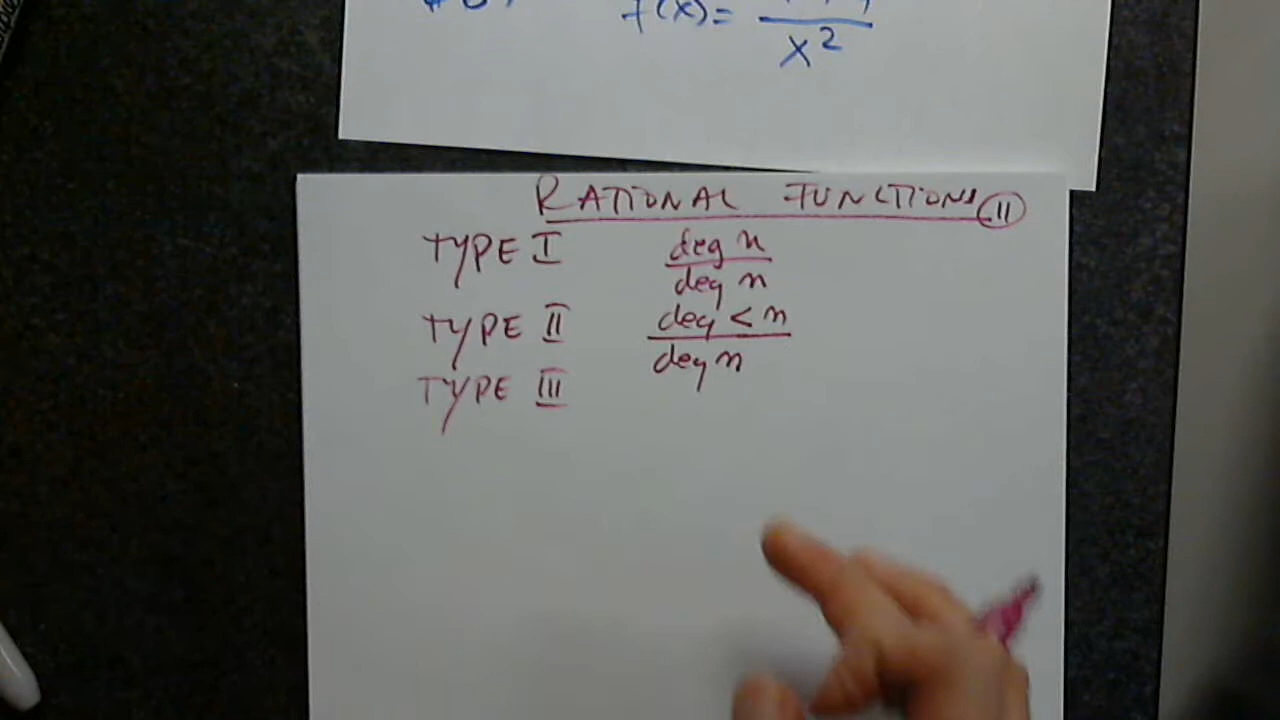 f(x)=
x²
RATIONAL FUNCTIONS 11
TYPE I deg n
deg n
TYPE II deg < n
deg n
TYPE III